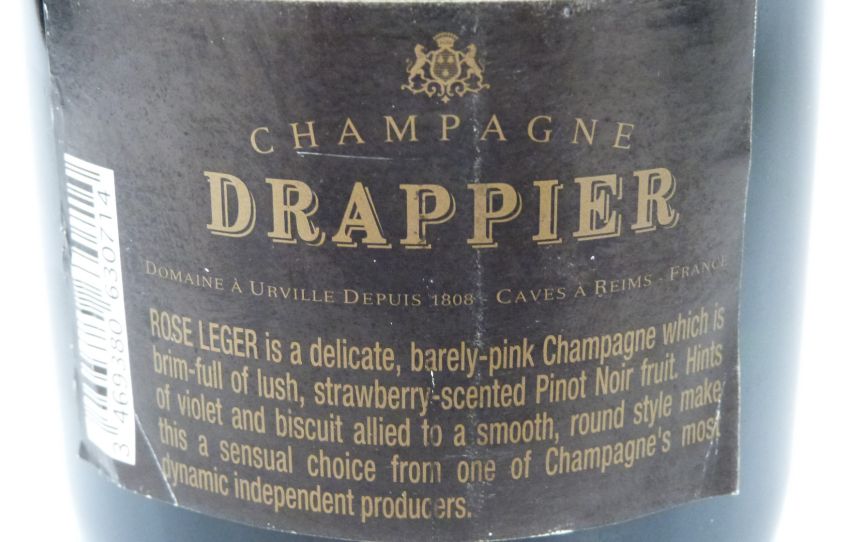 CHAMPAGNE
DRAPPIER
DOMAINE À URVILLE DEPUIS 1808 - CAVES À REIMS - FRANCE
ROSE LEGER is a delicate, barely-pink Champagne which is
brim-full of lush, strawberry-scented Pinot Noir fruit. Hints
of violet and biscuit allied to a smooth, round style make
this a sensual choice from one of Champagne's most
dynamic independent producers.
3 469380 630714